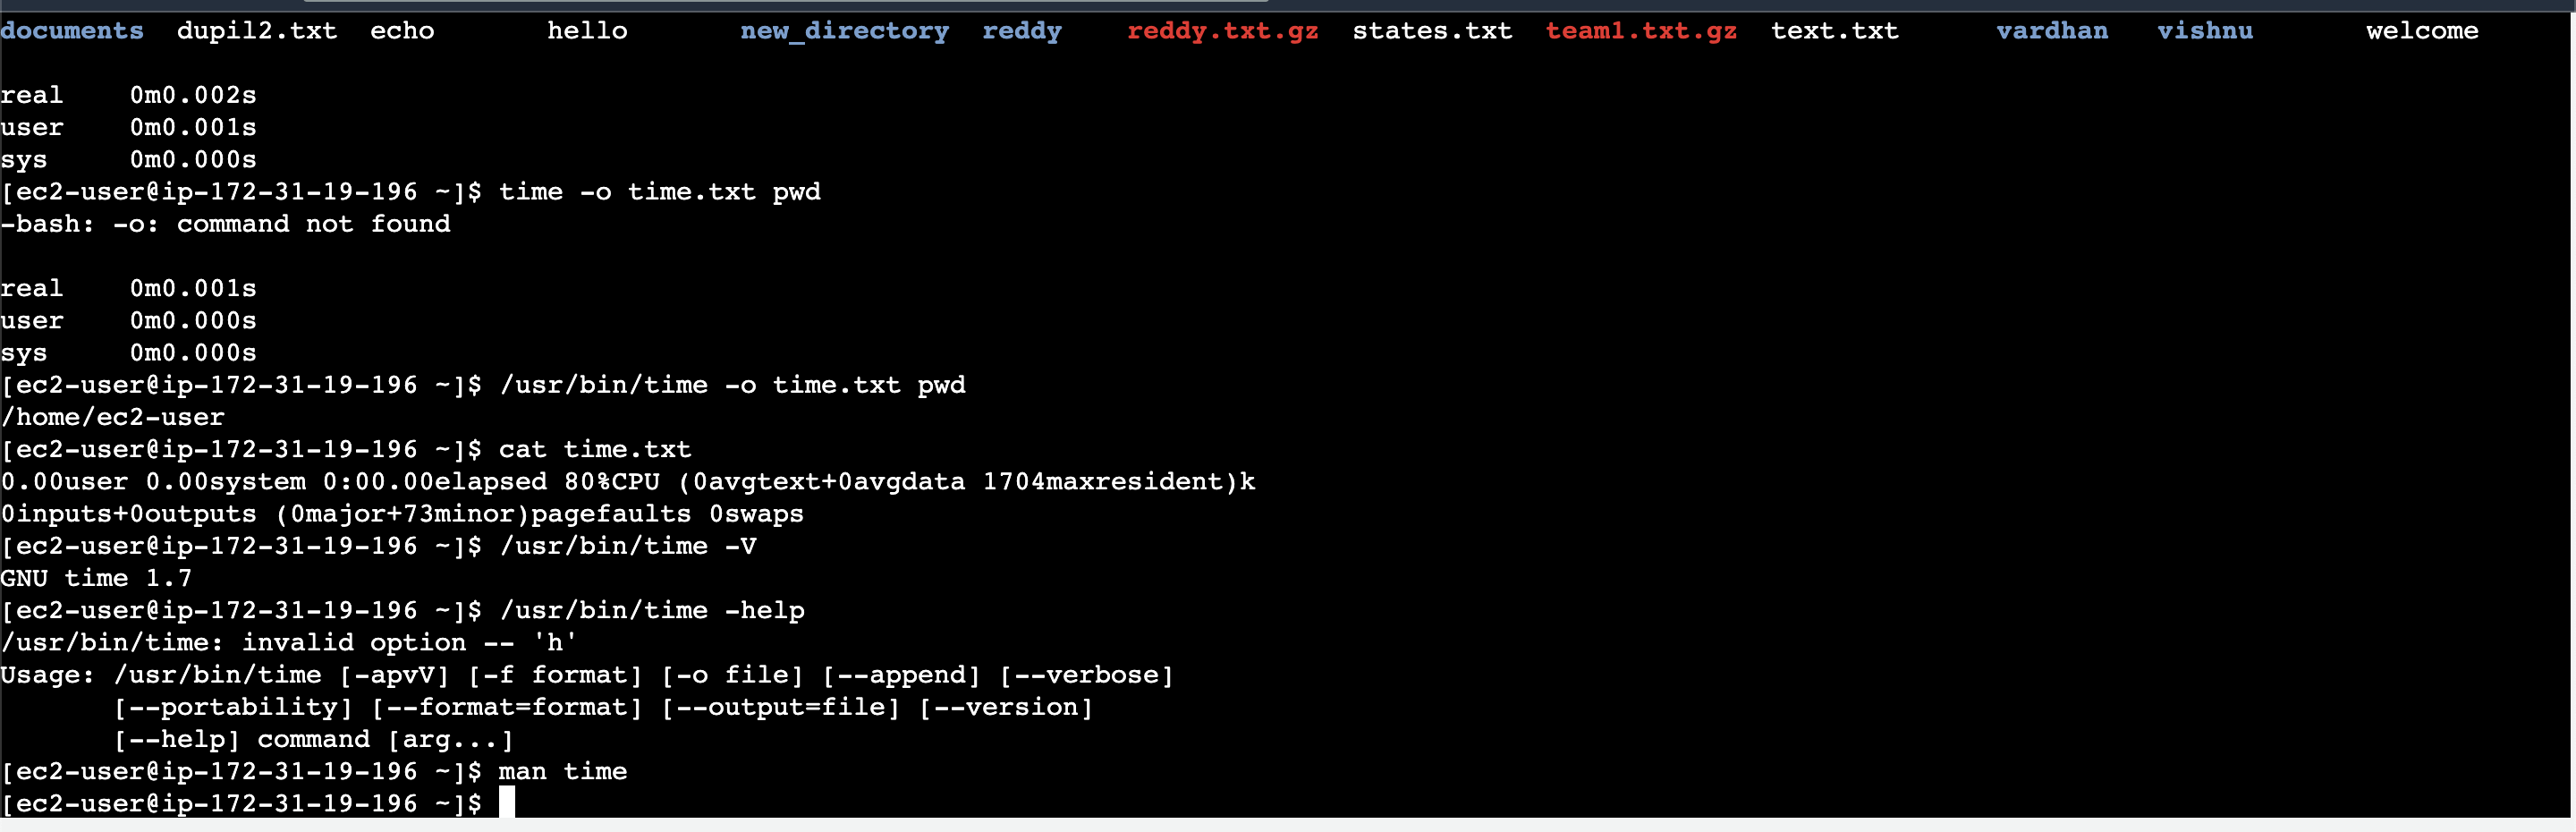 documents  dupil2.txt  echo       hello       new_directory  reddy    reddy.txt.gz  states.txt  team1.txt.gz  text.txt      vardhan   vishnu       welcome
real    0m0.002s
user    0m0.001s
sys     0m0.000s
[ec2-user@ip-172-31-19-196 ~]$ time -o time.txt pwd
-bash: -o: command not found
real    0m0.001s
user    0m0.000s
sys     0m0.000s
[ec2-user@ip-172-31-19-196 ~]$ /usr/bin/time -o time.txt pwd
/home/ec2-user
[ec2-user@ip-172-31-19-196 ~]$ cat time.txt
0.00user 0.00system 0:00.00elapsed 80%CPU (0avgtext+0avgdata 1704maxresident)k
0inputs+0outputs (0major+73minor)pagefaults 0swaps
[ec2-user@ip-172-31-19-196 ~]$ /usr/bin/time -V
GNU time 1.7
[ec2-user@ip-172-31-19-196 ~]$ /usr/bin/time -help
/usr/bin/time: invalid option -- 'h'
Usage: /usr/bin/time [-apvV] [-f format] [-o file] [--append] [--verbose]
       [--portability] [--format=format] [--output=file] [--version]
       [--help] command [arg...]
[ec2-user@ip-172-31-19-196 ~]$ man time
[ec2-user@ip-172-31-19-196 ~]$